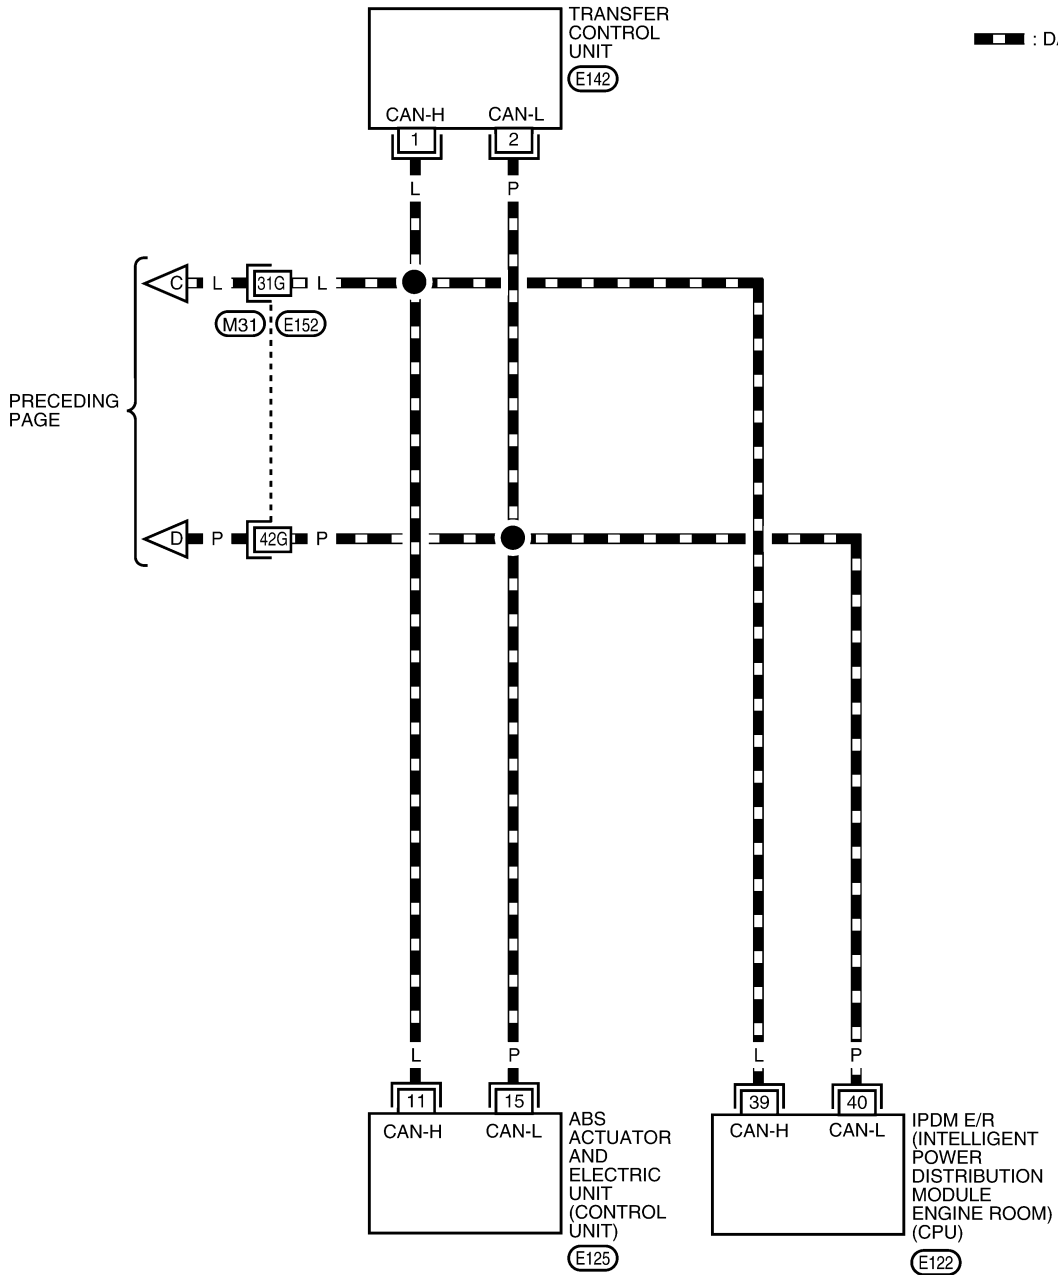 TRANSFER
CONTROL
UNIT
E142
: DA
CAN-H
CAN-L
1
2
L
P
C
L
31G
L
M31
E152
PRECEDING
PAGE
D
P
42G
P
L
P
L
P
11
15
39
40
CAN-H
CAN-L
CAN-H
CAN-L
ABS
ACTUATOR
AND
ELECTRIC
UNIT
(CONTROL
UNIT)
E125
IPDM E/R
(INTELLIGENT
POWER
DISTRIBUTION
MODULE
ENGINE ROOM)
(CPU)
E122